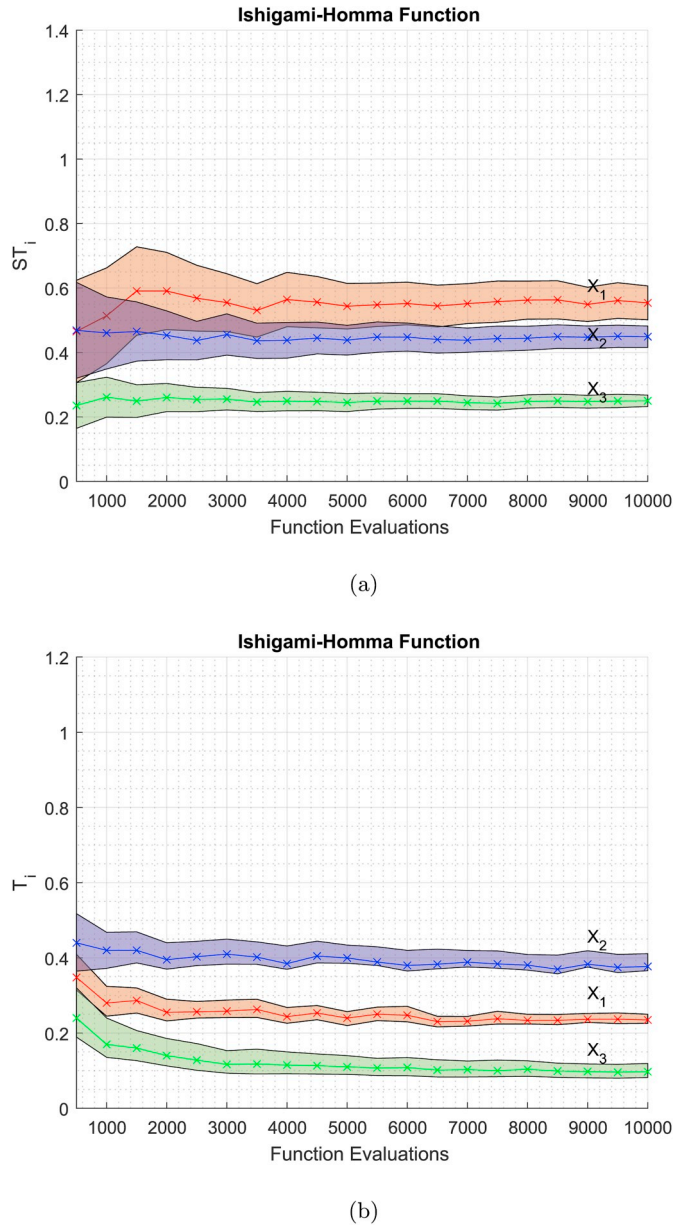 Ishigami-Homma Function
1.4
1.2
1
0.8
0.6
0.4
0.2
0
ST_i
X_1
X_2
X_3
1000 2000 3000 4000 5000 6000 7000 8000 9000 10000
Function Evaluations
(a)
Ishigami-Homma Function
1.2
1
0.8
0.6
0.4
0.2
0
T_i
X_2
X_1
X_3
1000 2000 3000 4000 5000 6000 7000 8000 9000 10000
Function Evaluations
(b)